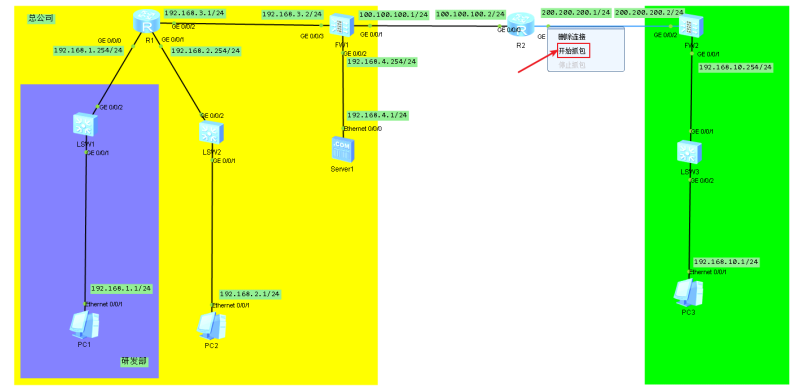 总公司
192.168.3.1/24
192.168.3.2/24
100.100.100.1/24
100.100.100.2/24
200.200.200.1/24
200.200.200.2/24
R1
GE 0/0/2
GE 0/0/0
GE 0/0/1
192.168.1.254/24
192.168.2.254/24
GE 0/0/3
FW1
GE 0/0/1
GE 0/0/2
192.168.4.254/24
GE 0/0/0
R2
GE
删除连接
开始抓包
停止抓包
GE 0/0/2
FW2
GE 0/0/1
192.168.10.254/24
GE 0/0/2
LSW1
GE 0/0/1
GE 0/0/2
LSW2
GE 0/0/1
192.168.4.1/24
Ethernet 0/0/0
.COM
Server1
GE 0/0/1
LSW3
GE 0/0/2
192.168.1.1/24
Ethernet 0/0/1
PC1
研发部
192.168.2.1/24
Ethernet 0/0/1
PC2
192.168.10.1/24
Ethernet 0/0/1
PC3